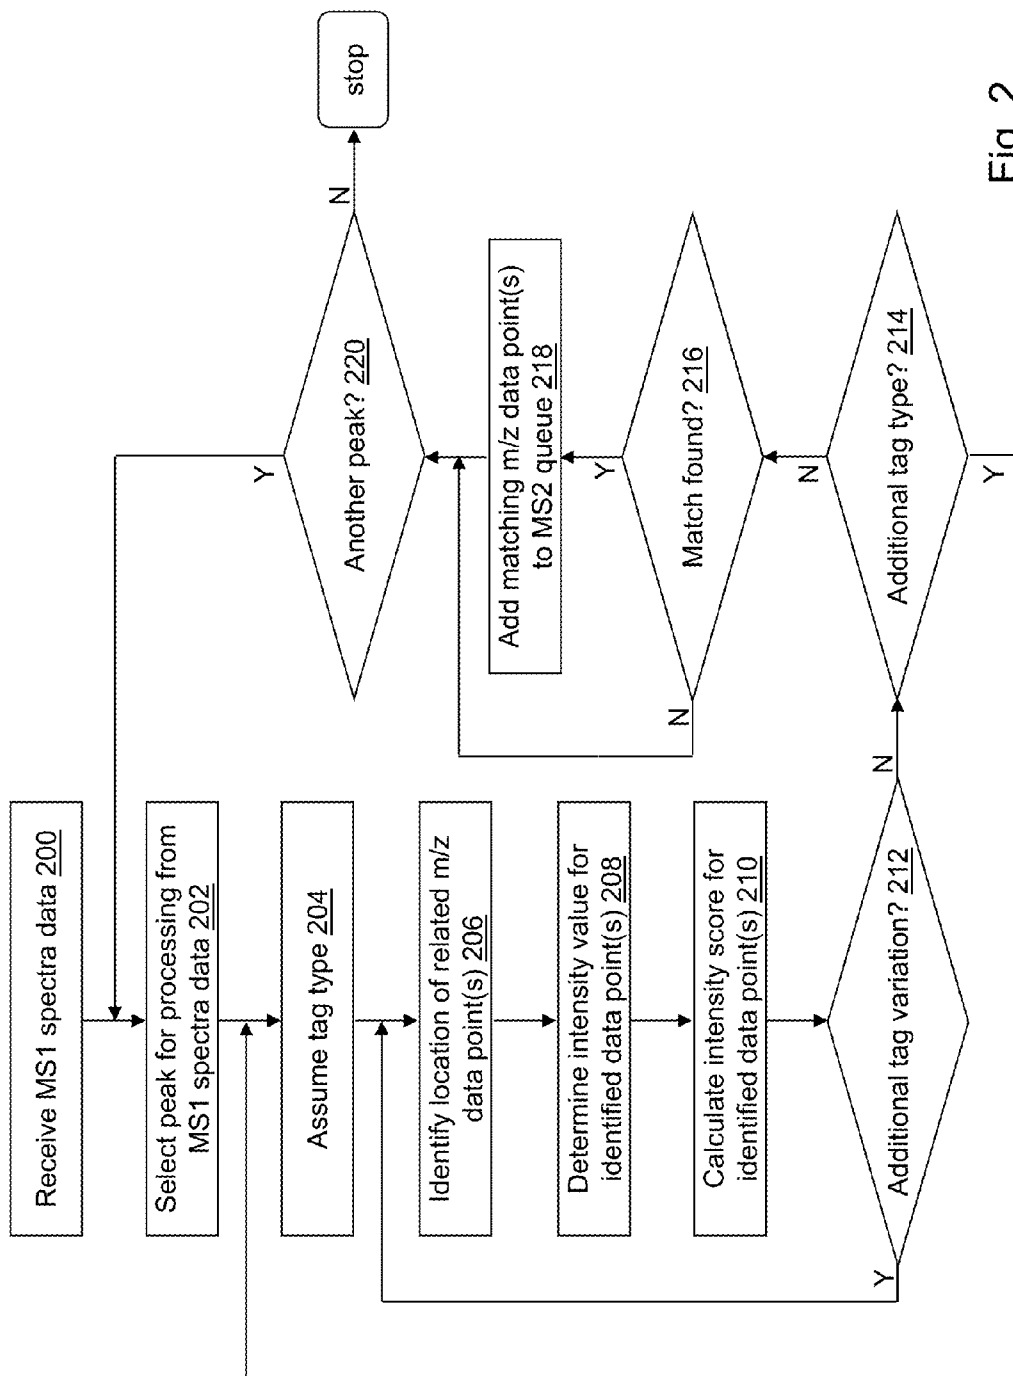 Receive MS1 spectra data 200
Select peak for processing from
MS1 spectra data 202
Assume tag type 204
Identify location of related m/z
data point(s) 206
Determine intensity value for
identified data point(s) 208
Calculate intensity score for
identified data point(s) 210
Additional tag variation? 212
Y
N
Additional tag type? 214
Y
N
Match found? 216
N
Y
Add matching m/z data point(s)
to MS2 queue 218
Another peak? 220
Y
N
stop
Fig. 2